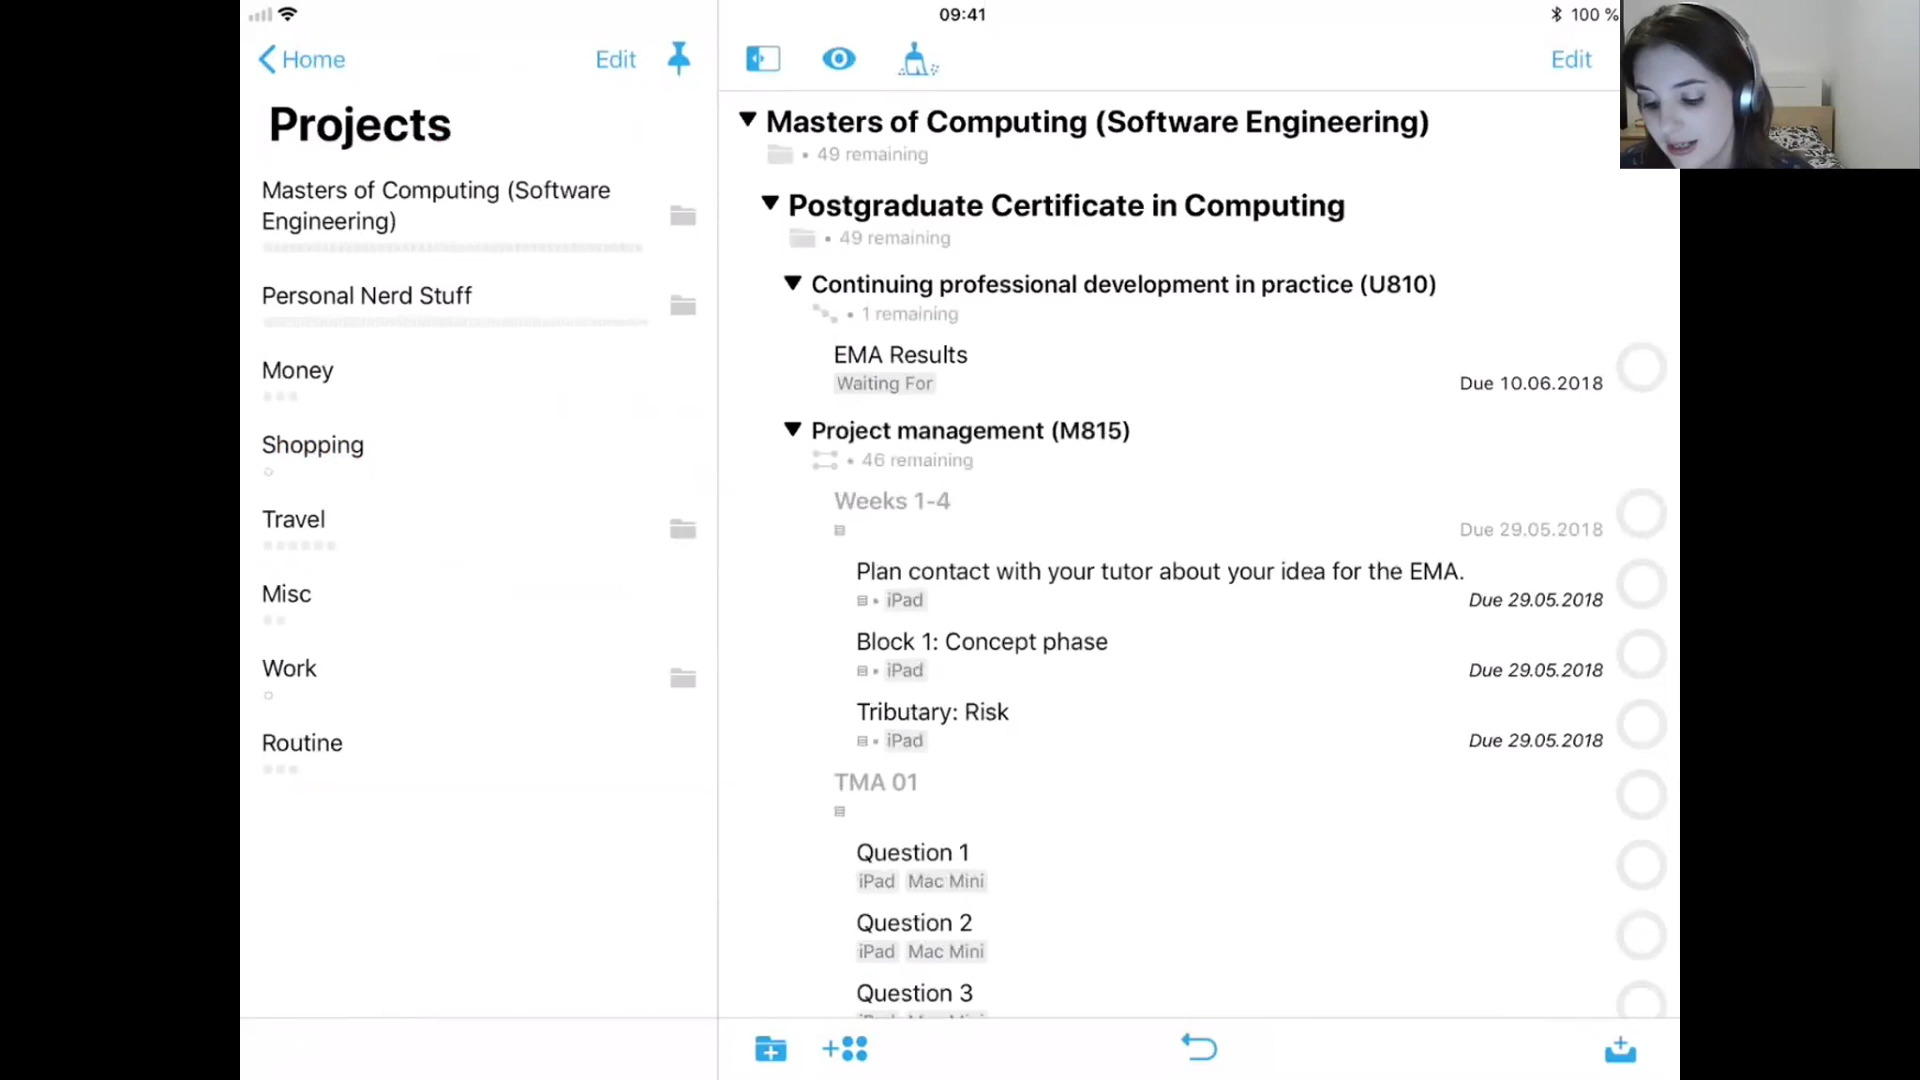 09:41
100 %
Home
Edit
Edit
Projects
Masters of Computing (Software
Engineering)
Personal Nerd Stuff
Money
Shopping
Travel
Misc
Work
Routine
Masters of Computing (Software Engineering)
• 49 remaining
Postgraduate Certificate in Computing
• 49 remaining
Continuing professional development in practice (U810)
• 1 remaining
EMA Results
Waiting For
Due 10.06.2018
Project management (M815)
• 46 remaining
Weeks 1-4
Due 29.05.2018
Plan contact with your tutor about your idea for the EMA.
• iPad
Due 29.05.2018
Block 1: Concept phase
• iPad
Due 29.05.2018
Tributary: Risk
• iPad
Due 29.05.2018
TMA 01
Question 1
iPad Mac Mini
Question 2
iPad Mac Mini
Question 3